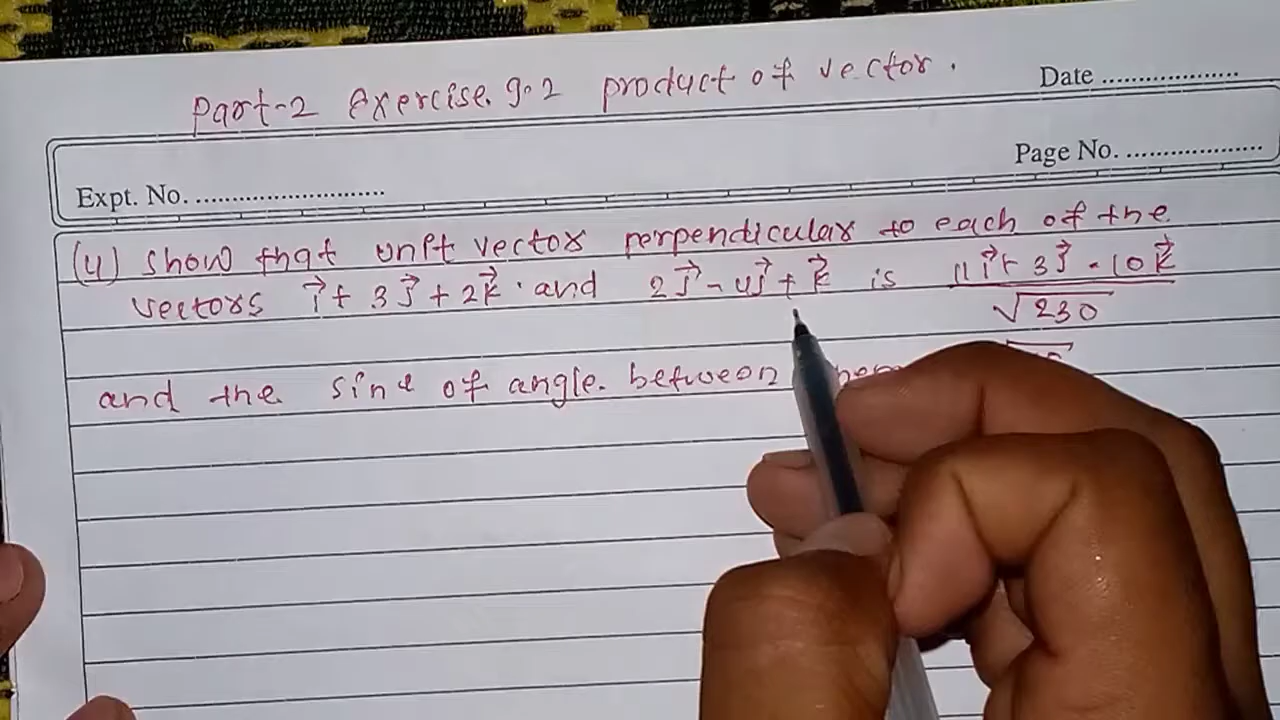 Part-2 exercise. 9.2 product of vector.
Date ...................
Page No. ...................
Expt. No. ..........................
(4) show that unit vector perpendicular to each of the
vectors i⃗ + 3j⃗ + 2k⃗ . and 2j⃗ - 4j⃗ + k⃗ is 11i⃗ + 3j⃗ - 10k⃗ / √230
and the sine of angle. between